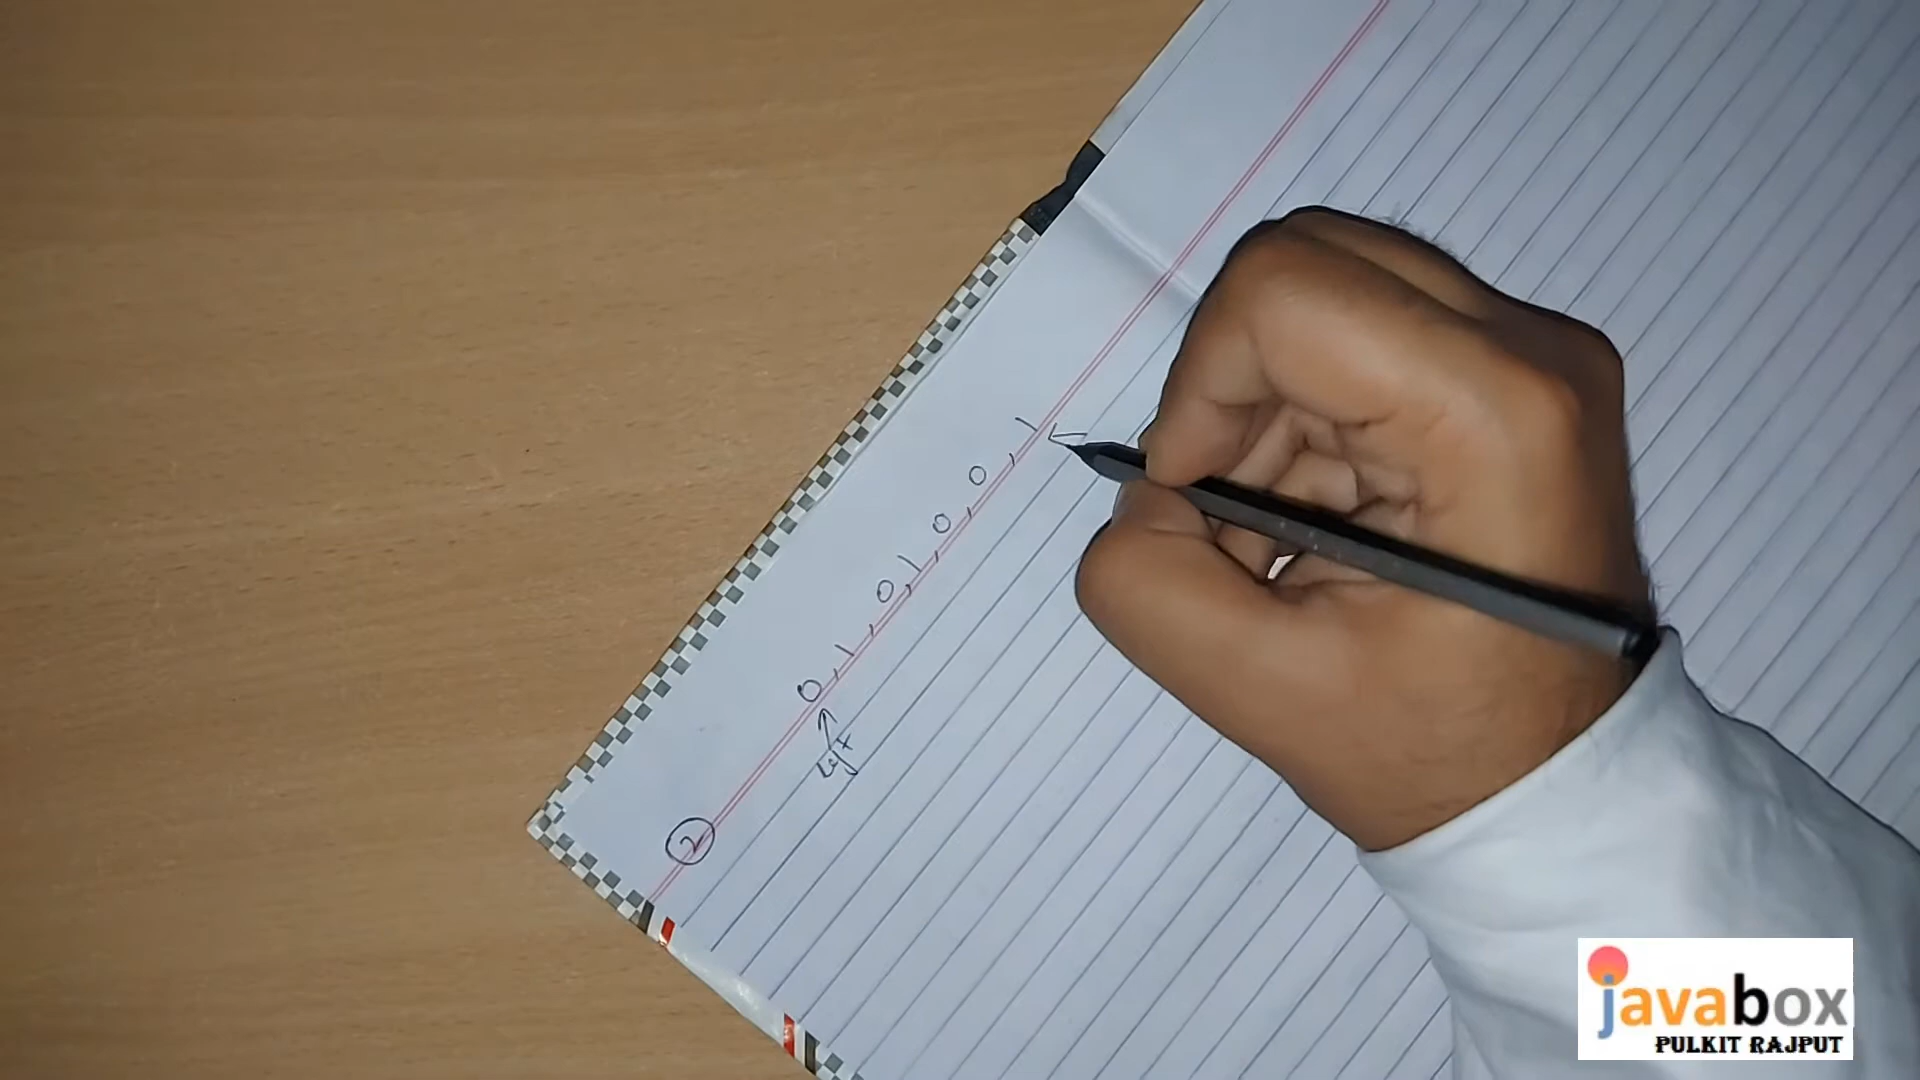 ②
0, 1, 0, 1, 0, 0, 1
Left
javabox
PULKIT RAJPUT